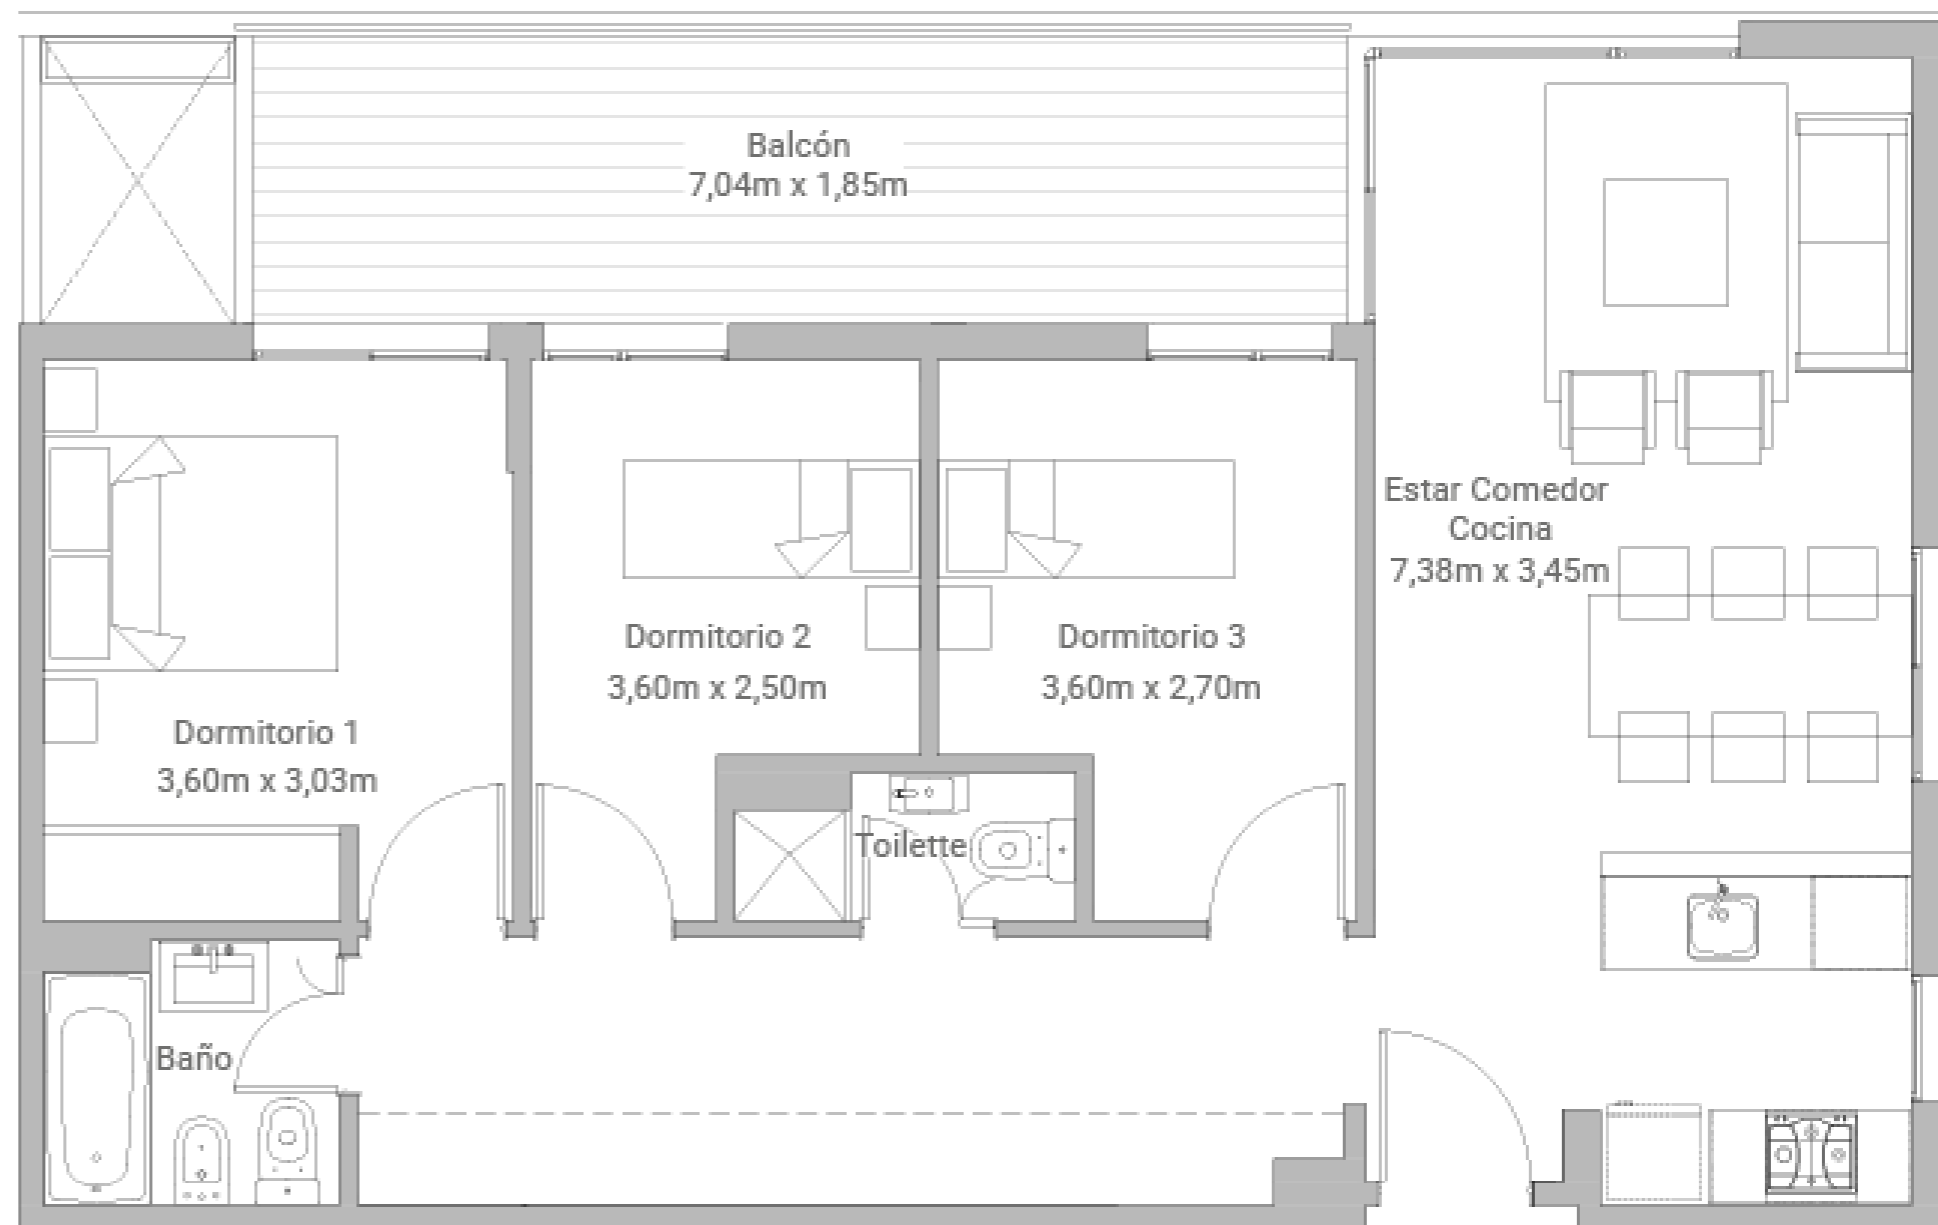 Balcón
7,04m x 1,85m
Estar Comedor
Cocina
7,38m x 3,45m
Dormitorio 2
3,60m x 2,50m
Dormitorio 3
3,60m x 2,70m
Dormitorio 1
3,60m x 3,03m
Toilette
Baño